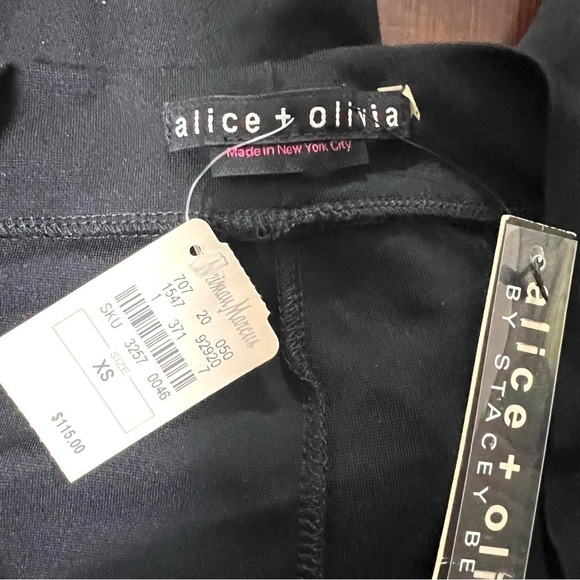 alice + olivia
Made in New York City
Neiman Marcus
707 20 050
1547 371 92920
1 7
SKU 3257 0046
SIZE
XS
$115.00
alice + oli
BY STACEY BE